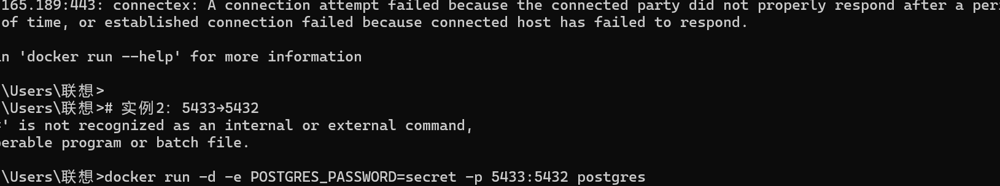 165.189:443: connectex: A connection attempt failed because the connected party did not properly respond after a peri
of time, or established connection failed because connected host has failed to respond.
n 'docker run --help' for more information
\Users\联想>
\Users\联想># 实例2: 5433→5432
' is not recognized as an internal or external command,
erable program or batch file.
\Users\联想>docker run -d -e POSTGRES_PASSWORD=secret -p 5433:5432 postgres